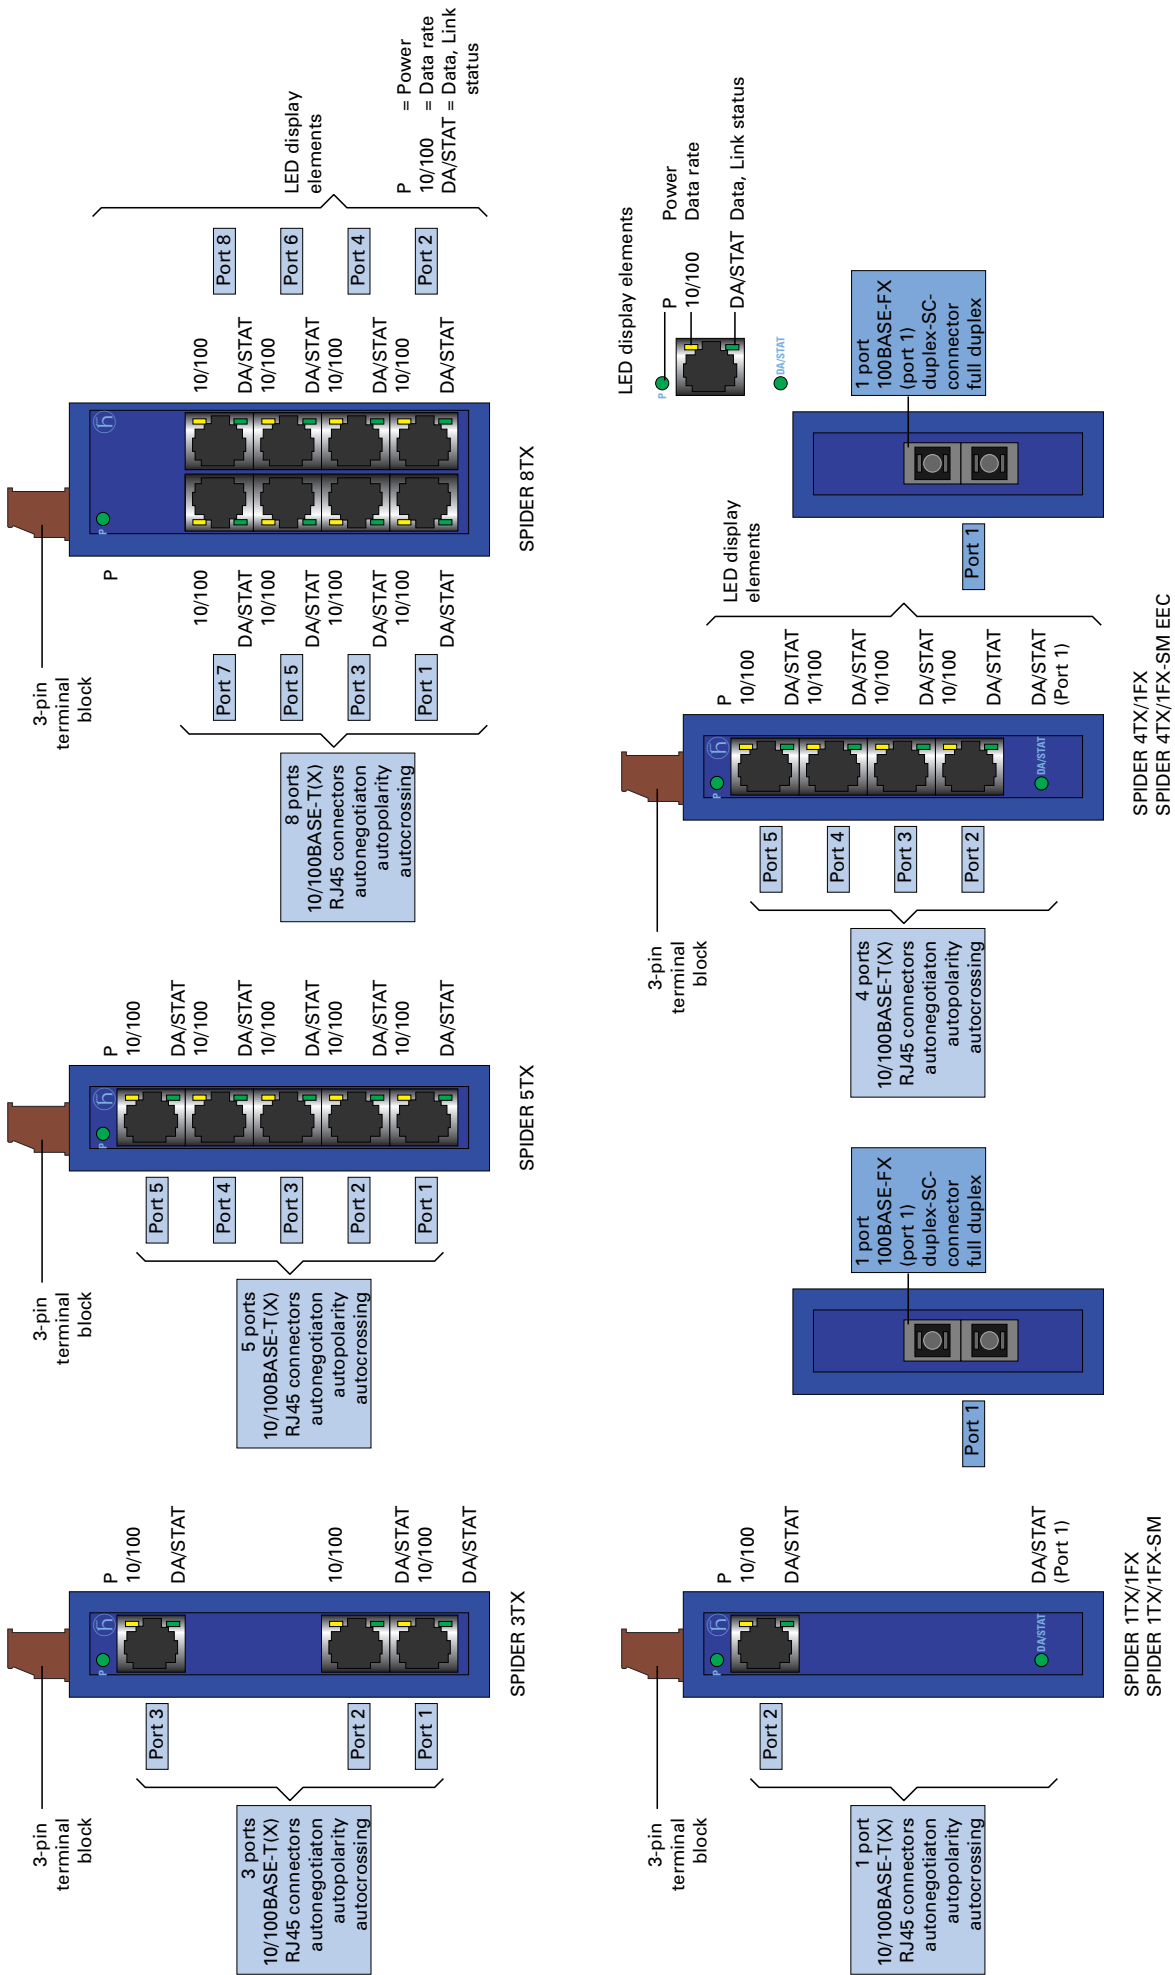 3-pin
terminal
block
3 ports
10/100BASE-T(X)
RJ45 connectors
autonegotiaton
autopolarity
autocrossing
Port 3
Port 2
Port 1
P
P
10/100
DA/STAT
10/100
DA/STAT
10/100
DA/STAT
SPIDER 3TX
3-pin
terminal
block
5 ports
10/100BASE-T(X)
RJ45 connectors
autonegotiaton
autopolarity
autocrossing
Port 5
Port 4
Port 3
Port 2
Port 1
P
P
10/100
DA/STAT
10/100
DA/STAT
10/100
DA/STAT
10/100
DA/STAT
10/100
DA/STAT
SPIDER 5TX
3-pin
terminal
block
8 ports
10/100BASE-T(X)
RJ45 connectors
autonegotiaton
autopolarity
autocrossing
Port 7
Port 5
Port 3
Port 1
P
10/100
DA/STAT
10/100
DA/STAT
10/100
DA/STAT
10/100
DA/STAT
P
10/100
DA/STAT
10/100
DA/STAT
10/100
DA/STAT
10/100
DA/STAT
Port 8
Port 6
Port 4
Port 2
SPIDER 8TX
LED display
elements
P = Power
10/100 = Data rate
DA/STAT = Data, Link
status
3-pin
terminal
block
1 port
10/100BASE-T(X)
RJ45 connectors
autonegotiaton
autopolarity
autocrossing
Port 2
P
DA/STAT
P
10/100
DA/STAT
DA/STAT
(Port 1)
SPIDER 1TX/1FX
SPIDER 1TX/1FX-SM
Port 1
1 port
100BASE-FX
(port 1)
duplex-SC-
connector
full duplex
3-pin
terminal
block
4 ports
10/100BASE-T(X)
RJ45 connectors
autonegotiaton
autopolarity
autocrossing
Port 5
Port 4
Port 3
Port 2
P
DA/STAT
P
10/100
DA/STAT
10/100
DA/STAT
10/100
DA/STAT
10/100
DA/STAT
DA/STAT
(Port 1)
LED display
elements
SPIDER 4TX/1FX
SPIDER 4TX/1FX-SM EEC
Port 1
1 port
100BASE-FX
(port 1)
duplex-SC-
connector
full duplex
LED display elements
P
P Power
10/100 Data rate
DA/STAT Data, Link status
DA/STAT